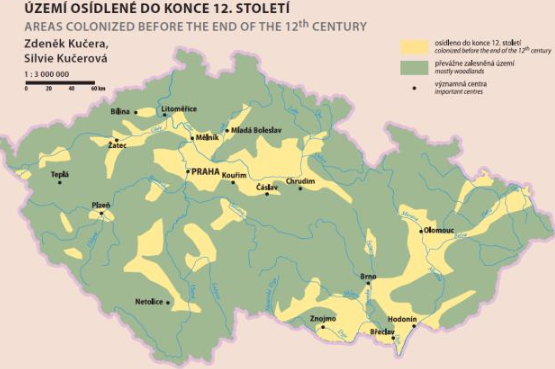 ÚZEMÍ OSÍDLENÉ DO KONCE 12. STOLETÍ
AREAS COLONIZED BEFORE THE END OF THE 12th CENTURY
Zdeněk Kučera,
Silvie Kučerová
1 : 3 000 000
0 20 40 60 km
osídleno do konce 12. století
colonized before the end of the 12th century
převážně zalesněná území
mostly woodlands
významná centra
important centres
Bílina
Litoměřice
Žatec
Mělník
Mladá Boleslav
Teplá
PRAHA
Kouřim
Čáslav
Chrudim
Plzeň
Olomouc
Netolice
Brno
Znojmo
Hodonín
Břeclav